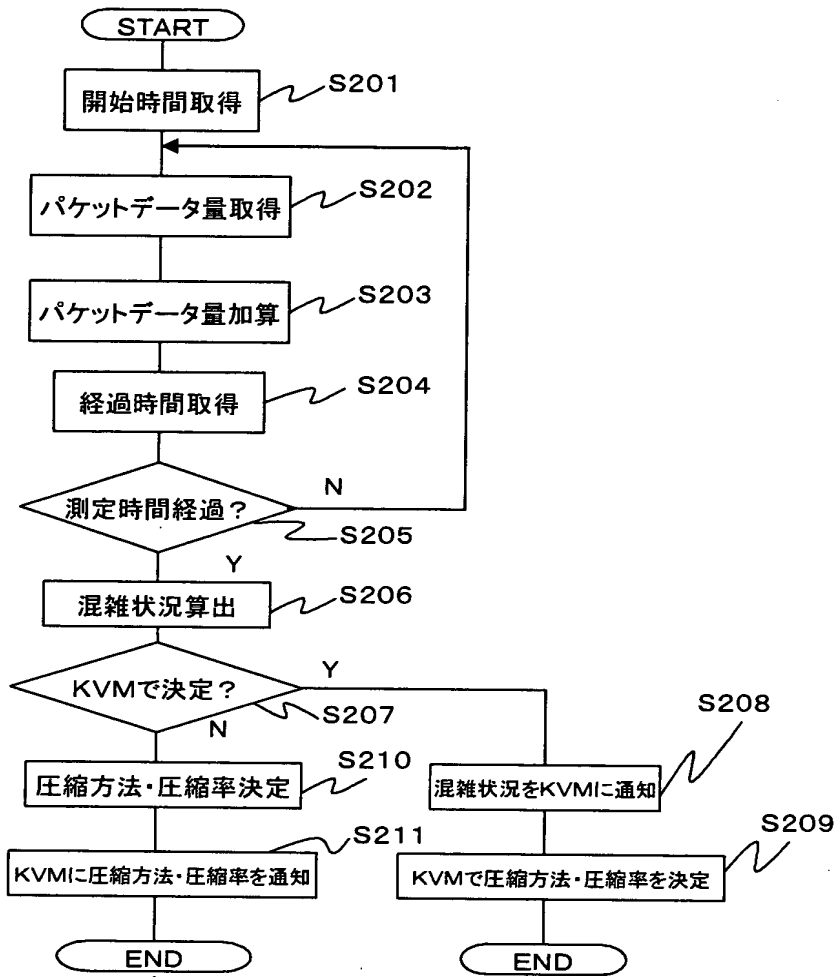 START
開始時間取得
S201
パケットデータ量取得
S202
パケットデータ量加算
S203
経過時間取得
S204
測定時間経過?
N
S205
Y
混雑状況算出
S206
KVMで決定?
Y
S207
N
S208
混雑状況をKVMに通知
S210
圧縮方法・圧縮率決定
S209
KVMで圧縮方法・圧縮率を決定
S211
KVMに圧縮方法・圧縮率を通知
END
END